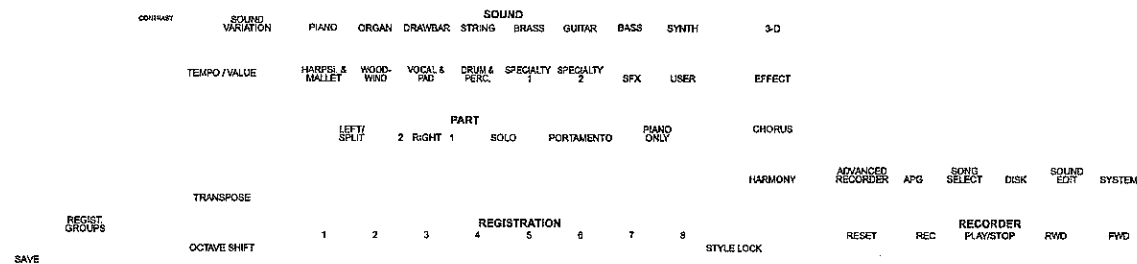 SOUND
CONTRAST SOUND VARIATION PIANO ORGAN DRAWBAR STRING BRASS GUITAR BASS SYNTH 3-D
TEMPO / VALUE HARPSI. & MALLET WOOD-WIND VOCAL & PAD DRUM & PERC. SPECIALTY 1 SPECIALTY 2 SFX USER EFFECT
PART
LEFT/ SPLIT 2 RIGHT 1 SOLO PORTAMENTO PIANO ONLY CHORUS
HARMONY ADVANCED RECORDER APG SONG SELECT DISK SOUND EDIT SYSTEM
TRANSPOSE
REGIST. GROUPS REGISTRATION RECORDER
OCTAVE SHIFT 1 2 3 4 5 6 7 8 STYLE LOCK RESET REC PLAY/STOP RWD FWD
SAVE